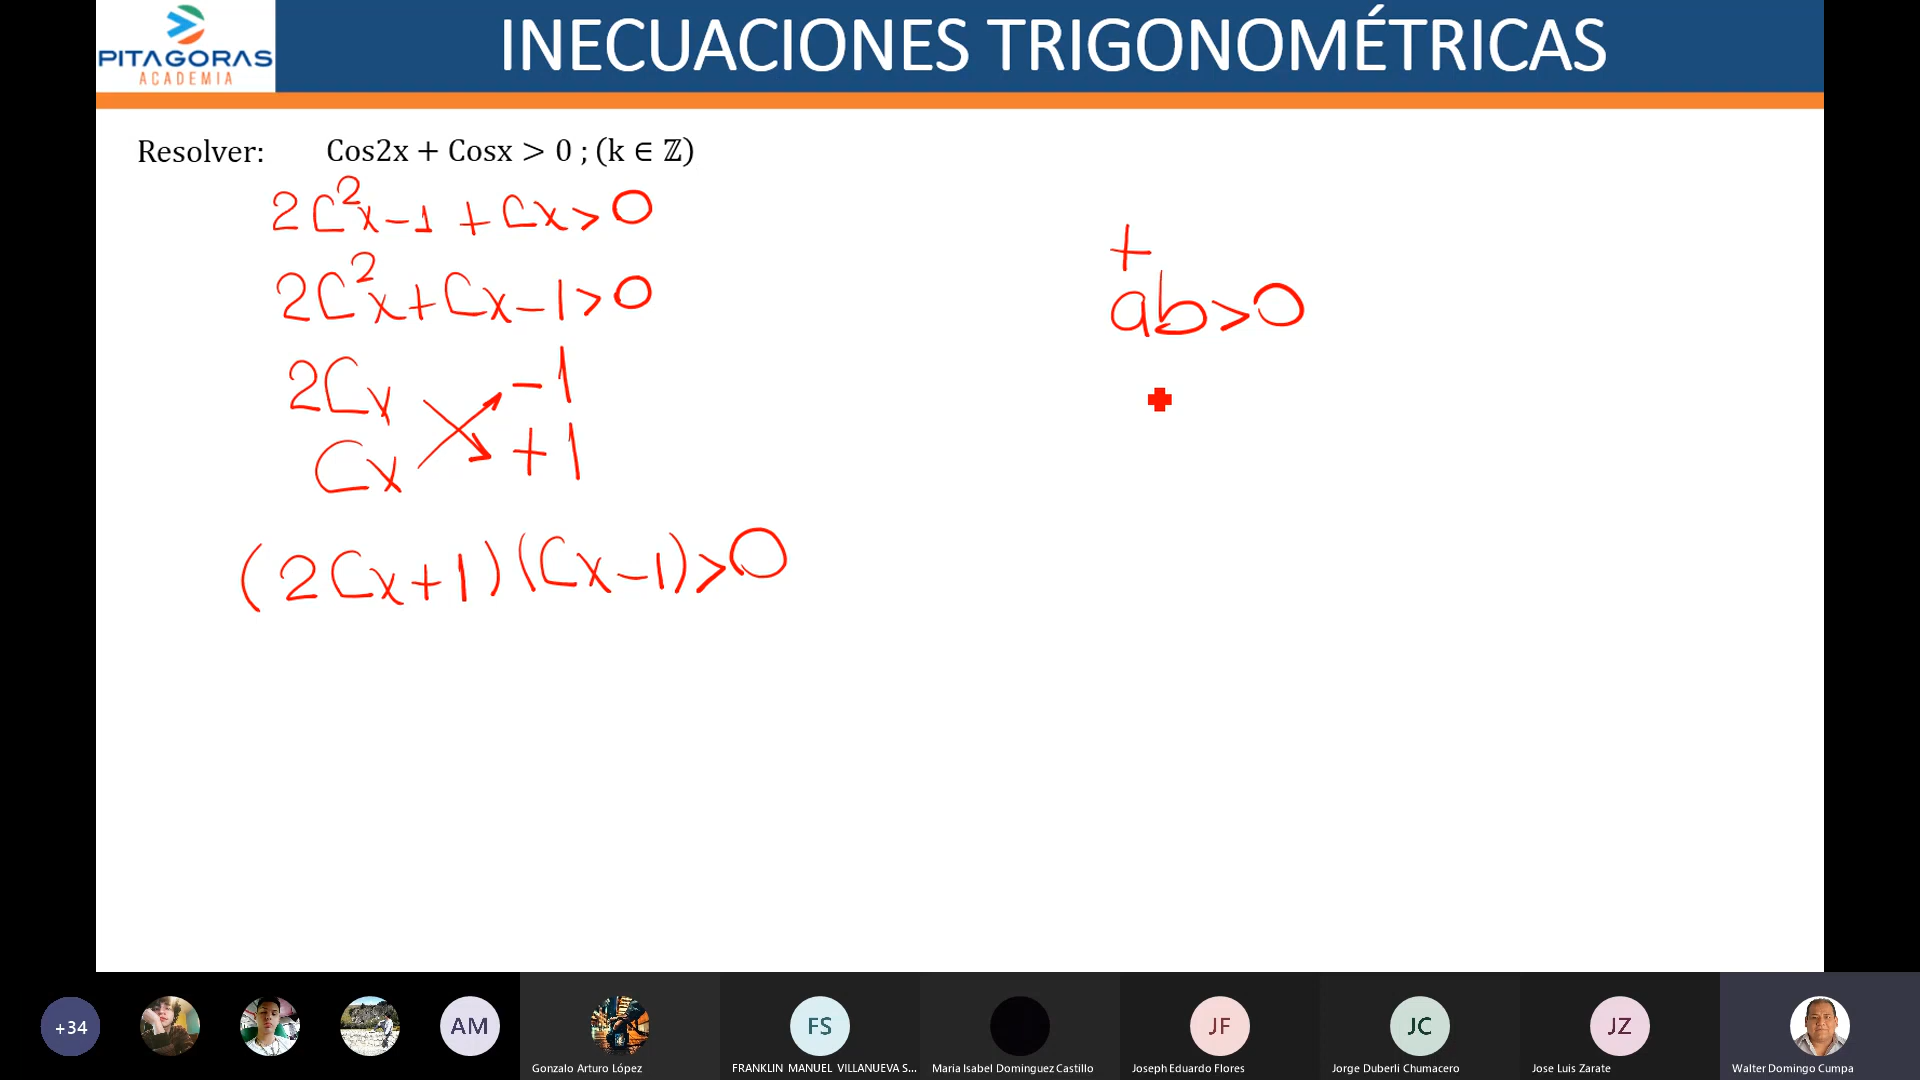 PITAGORAS
ACADEMIA
INECUACIONES TRIGONOMÉTRICAS
Resolver: Cos2x + Cosx > 0 ; (k ∈ ℤ)
2C²x-1 + Cx > 0
2C²x + Cx - 1 > 0
2Cx -1
Cx +1
(2Cx+1)(Cx-1)>0
+
ab>0
+34
AM
FS
JF
JC
JZ
Gonzalo Arturo López
FRANKLIN MANUEL VILLANUEVA S...
Maria Isabel Dominguez Castillo
Joseph Eduardo Flores
Jorge Duberli Chumacero
Jose Luis Zarate
Walter Domingo Cumpa